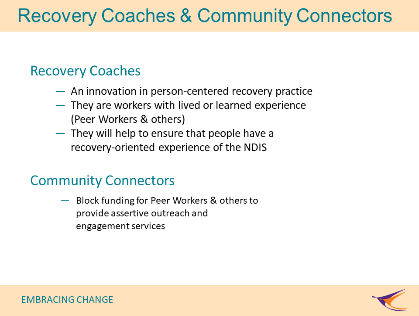 Recovery Coaches & Community Connectors
Recovery Coaches
— An innovation in person-centered recovery practice
— They are workers with lived or learned experience
(Peer Workers & others)
— They will help to ensure that people have a
recovery-oriented experience of the NDIS
Community Connectors
— Block funding for Peer Workers & others to
provide assertive outreach and
engagement services
EMBRACING CHANGE